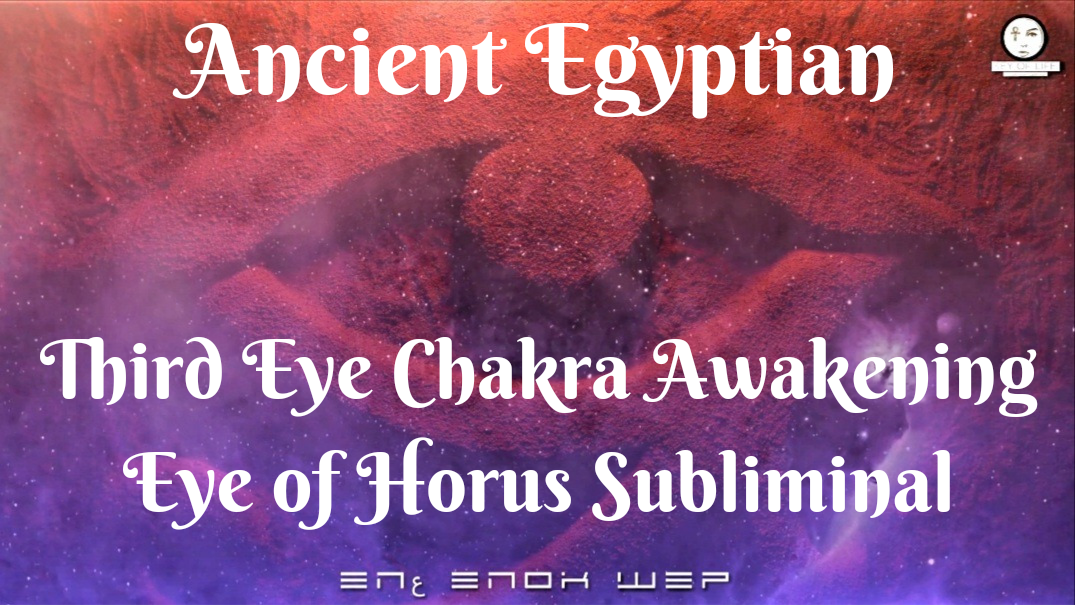 Ancient Egyptian
Third Eye Chakra Awakening
Eye of Horus Subliminal